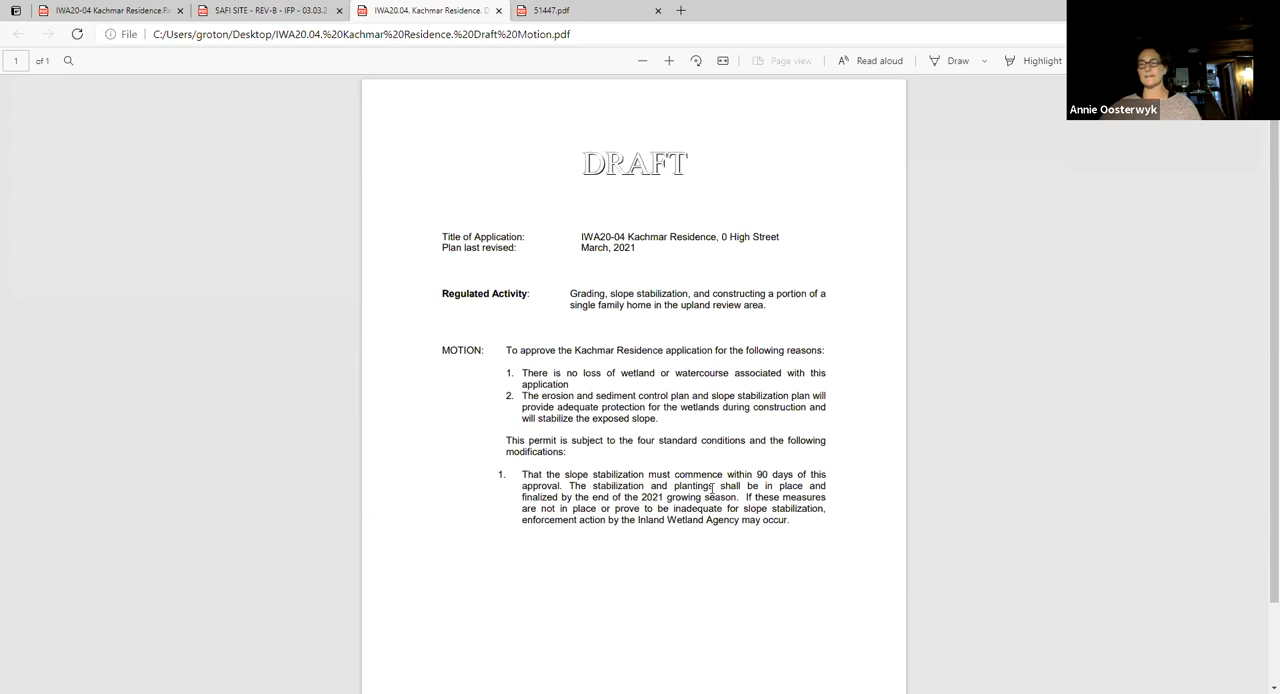 IWA20-04 Kachmar Residence.P
SAFI SITE - REV-B - IFP - 03.03.2
IWA20.04. Kachmar Residence. D
51447.pdf
File
C:/Users/groton/Desktop/IWA20.04.%20Kachmar%20Residence.%20Draft%20Motion.pdf
1 of 1
Page view
Read aloud
Draw
Highlight
Annie Oosterwyk
DRAFT
Title of Application: IWA20-04 Kachmar Residence, 0 High Street
Plan last revised: March, 2021
Regulated Activity: Grading, slope stabilization, and constructing a portion of a
single family home in the upland review area.
MOTION: To approve the Kachmar Residence application for the following reasons:
1. There is no loss of wetland or watercourse associated with this
application
2. The erosion and sediment control plan and slope stabilization plan will
provide adequate protection for the wetlands during construction and
will stabilize the exposed slope.
This permit is subject to the four standard conditions and the following
modifications:
1. That the slope stabilization must commence within 90 days of this
approval. The stabilization and plantings shall be in place and
finalized by the end of the 2021 growing season. If these measures
are not in place or prove to be inadequate for slope stabilization,
enforcement action by the Inland Wetland Agency may occur.